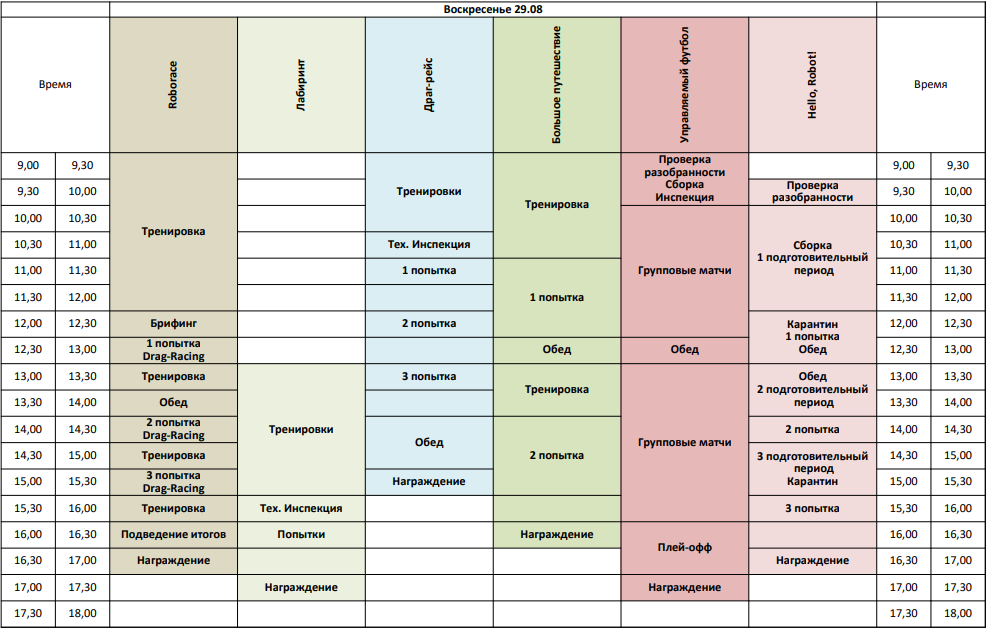 Воскресенье 29.08
Время Roborace Лабиринт Драг-рейс Большое путешествие Управляемый футбол Hello, Robot! Время
9,00 9,30 Проверка разобранности 9,00 9,30
9,30 10,00 Тренировки Тренировка Сборка Инспекция Проверка разобранности 9,30 10,00
10,00 10,30 Тренировка 10,00 10,30
10,30 11,00 Тех. Инспекция Сборка 1 подготовительный период 10,30 11,00
11,00 11,30 1 попытка Групповые матчи 11,00 11,30
11,30 12,00 1 попытка 11,30 12,00
12,00 12,30 Брифинг 2 попытка Карантин 1 попытка 12,00 12,30
12,30 13,00 1 попытка Drag-Racing Обед Обед Обед 12,30 13,00
13,00 13,30 Тренировка 3 попытка Тренировка Обед 2 подготовительный период 13,00 13,30
13,30 14,00 Обед 13,30 14,00
14,00 14,30 2 попытка Drag-Racing Тренировки Обед Групповые матчи 2 попытка 14,00 14,30
14,30 15,00 Тренировка 2 попытка 3 подготовительный период 14,30 15,00
15,00 15,30 3 попытка Drag-Racing Награждение Карантин 15,00 15,30
15,30 16,00 Тренировка Тех. Инспекция 3 попытка 15,30 16,00
16,00 16,30 Подведение итогов Попытки Награждение Плей-офф 16,00 16,30
16,30 17,00 Награждение Награждение 16,30 17,00
17,00 17,30 Награждение Награждение 17,00 17,30
17,30 18,00 17,30 18,00